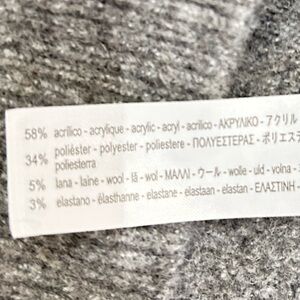 58% acrílico - acrylique - acrylic - acryl - acrilico - ΑΚΡΥΛΙΚΟ - アクリル
34% poliéster - polyester - poliestere - ΠΟΛΥΕΣΤΕΡΑΣ - ポリエステ
poliesterra
5% lana - laine - wool - lã - wol - ΜΑΛΛΙ - ウール - wolle - uld - voina
3% elastano - élasthanne - elastane - elastaan - elastan - ΕΛΑΣΤΙΝΗ